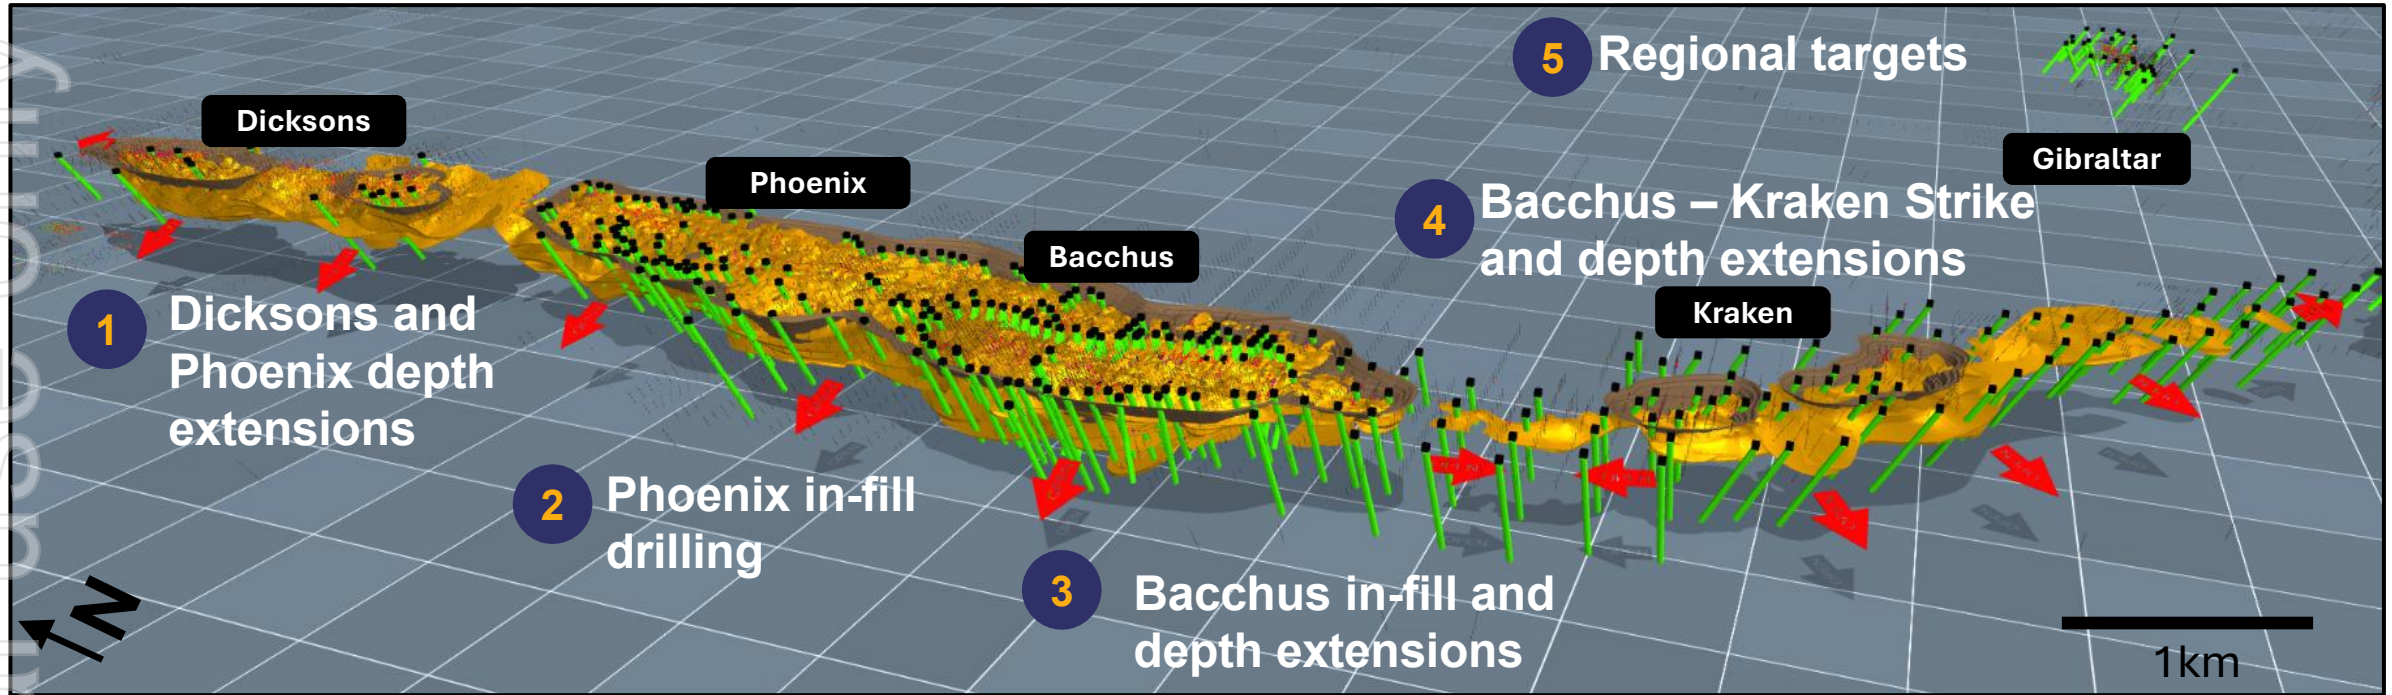 5 Regional targets
Dicksons
Gibraltar
Phoenix
4 Bacchus – Kraken Strike
and depth extensions
Bacchus
Kraken
1 Dicksons and
Phoenix depth
extensions
2 Phoenix in-fill
drilling
3 Bacchus in-fill and
depth extensions
N
1km